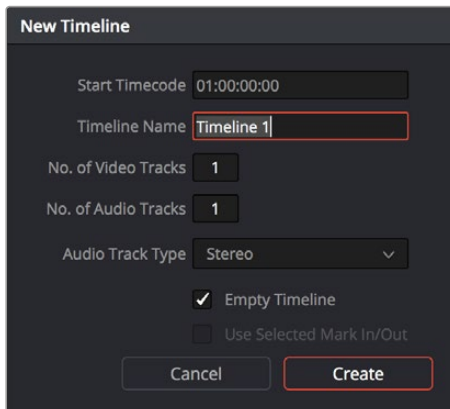 New Timeline
Start Timecode 01:00:00:00
Timeline Name Timeline 1
No. of Video Tracks 1
No. of Audio Tracks 1
Audio Track Type Stereo
Empty Timeline
Use Selected Mark In/Out
Cancel Create